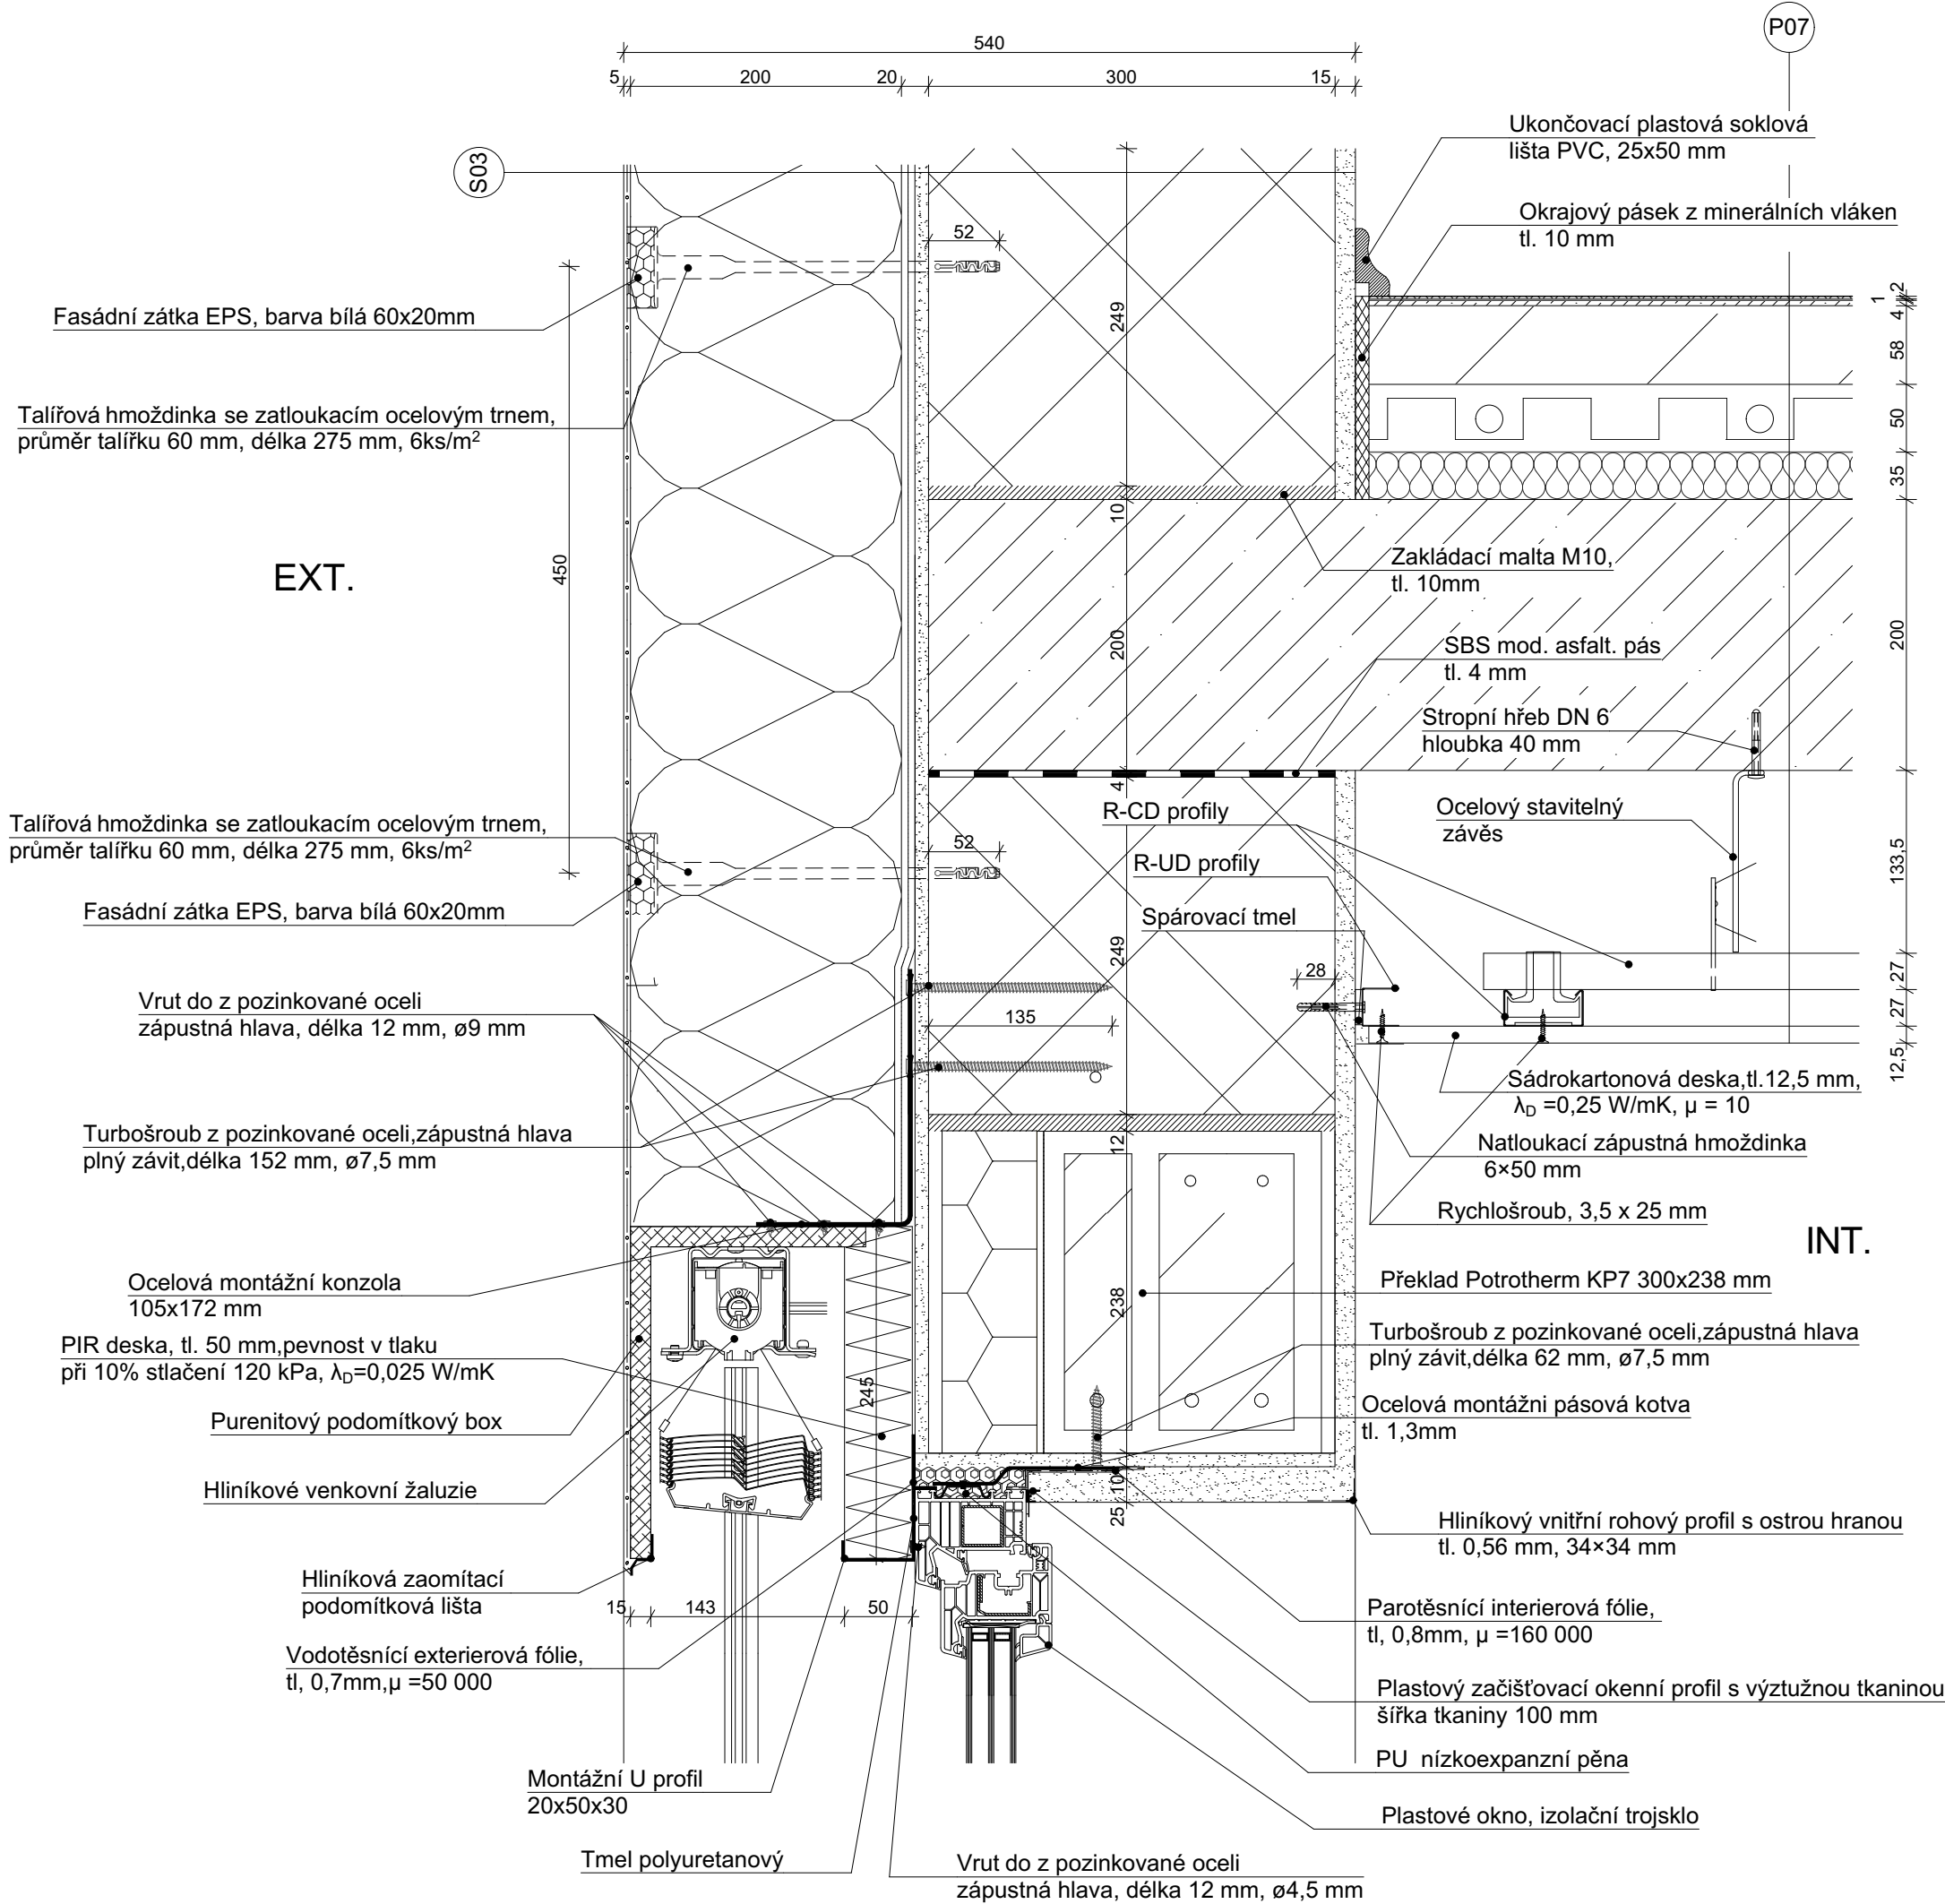 540
P07
5
200
20
300
15
Ukončovací plastová soklová
lišta PVC, 25x50 mm
S03
Okrajový pásek z minerálních vláken
tl. 10 mm
52
Fasádní zátka EPS, barva bílá 60x20mm
249
2
1
4
58
Talířová hmoždinka se zatloukacím ocelovým trnem,
průměr talířku 60 mm, délka 275 mm, 6ks/m²
50
35
10
EXT.
450
Zakládací malta M10,
tl. 10mm
200
200
SBS mod. asfalt. pás
tl. 4 mm
Stropní hřeb DN 6
hloubka 40 mm
4
R-CD profily
Ocelový stavitelný
závěs
Talířová hmoždinka se zatloukacím ocelovým trnem,
průměr talířku 60 mm, délka 275 mm, 6ks/m²
52
133,5
R-UD profily
Fasádní zátka EPS, barva bílá 60x20mm
Spárovací tmel
249
28
27
Vrut do z pozinkované oceli
zápustná hlava, délka 12 mm, ø9 mm
135
27
12,5
Sádrokartonová deska,tl.12,5 mm,
λD =0,25 W/mK, μ = 10
Turbošroub z pozinkované oceli,zápustná hlava
plný závit,délka 152 mm, ø7,5 mm
12
Natloukací zápustná hmoždinka
6×50 mm
Rychlošroub, 3,5 x 25 mm
INT.
Ocelová montážní konzola
105x172 mm
238
Překlad Potrotherm KP7 300x238 mm
PIR deska, tl. 50 mm,pevnost v tlaku
při 10% stlačení 120 kPa, λD=0,025 W/mK
Turbošroub z pozinkované oceli,zápustná hlava
plný závit,délka 62 mm, ø7,5 mm
245
Purenitový podomítkový box
Ocelová montážni pásová kotva
tl. 1,3mm
Hliníkové venkovní žaluzie
10
25
Hliníkový vnitřní rohový profil s ostrou hranou
tl. 0,56 mm, 34×34 mm
Hliníková zaomítací
podomítková lišta
15
143
50
Parotěsnící interierová fólie,
tl, 0,8mm, μ =160 000
Vodotěsnící exterierová fólie,
tl, 0,7mm,μ =50 000
Plastový začišťovací okenní profil s výztužnou tkaninou
šířka tkaniny 100 mm
PU nízkoexpanzní pěna
Montážní U profil
20x50x30
Plastové okno, izolační trojsklo
Tmel polyuretanový
Vrut do z pozinkované oceli
zápustná hlava, délka 12 mm, ø4,5 mm